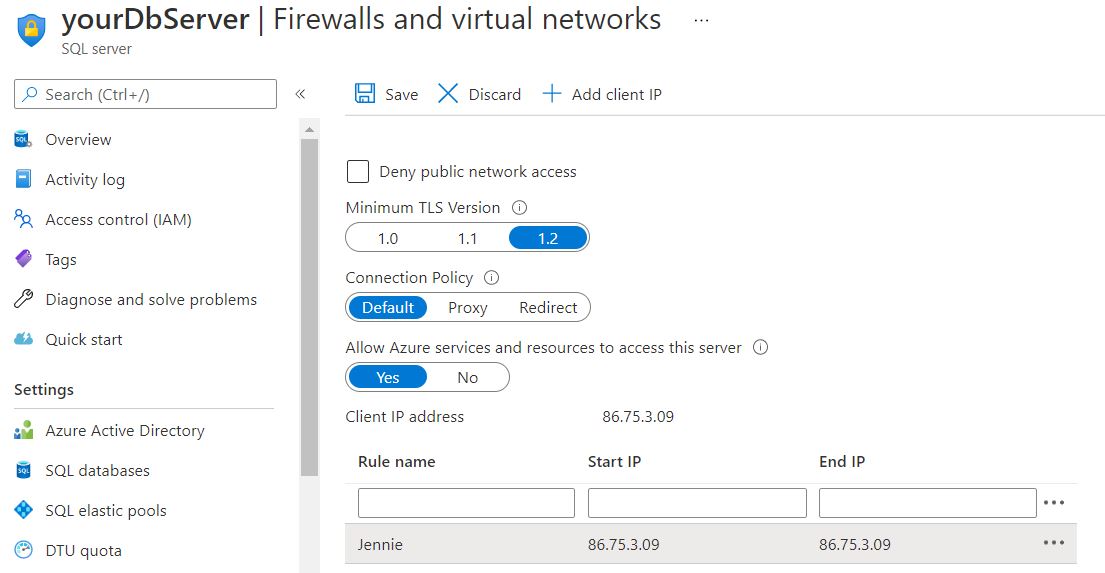 yourDbServer | Firewalls and virtual networks ...
SQL server
Search (Ctrl+/)
«
Save
Discard
Add client IP
SQL Overview
Activity log
Access control (IAM)
Tags
Diagnose and solve problems
Quick start
Settings
Azure Active Directory
SQL SQL databases
SQL elastic pools
DTU quota
Deny public network access
Minimum TLS Version i
1.0 1.1 1.2
Connection Policy i
Default Proxy Redirect
Allow Azure services and resources to access this server i
Yes No
Client IP address 86.75.3.09
Rule name Start IP End IP
...
Jennie 86.75.3.09 86.75.3.09 ...